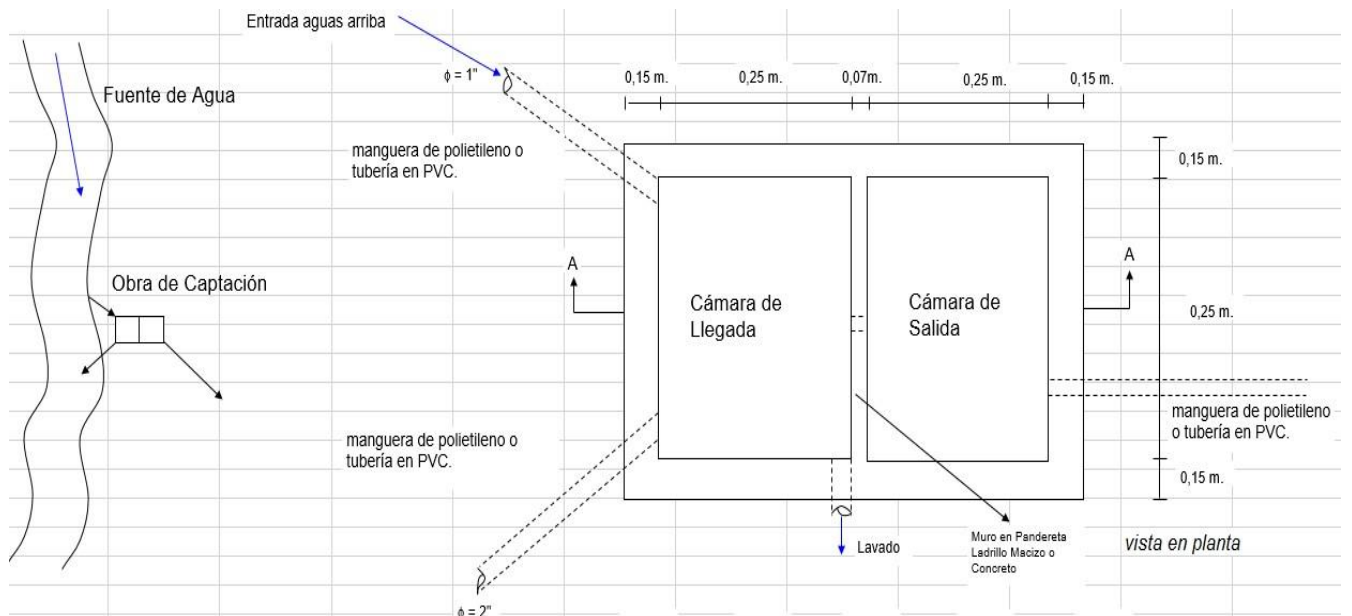 Entrada aguas arriba
Fuente de Agua
ϕ = 1"
0,15 m.
0,25 m.
0,07m.
0,25 m.
0,15 m.
manguera de polietileno o
tubería en PVC.
0,15 m.
A
A
Obra de Captación
Cámara de
Llegada
Cámara de
Salida
0,25 m.
manguera de polietileno
o tubería en PVC.
manguera de polietileno o
tubería en PVC.
0,15 m.
Lavado
Muro en Pandereta
Ladrillo Macizo o
Concreto
vista en planta
ϕ = 2"